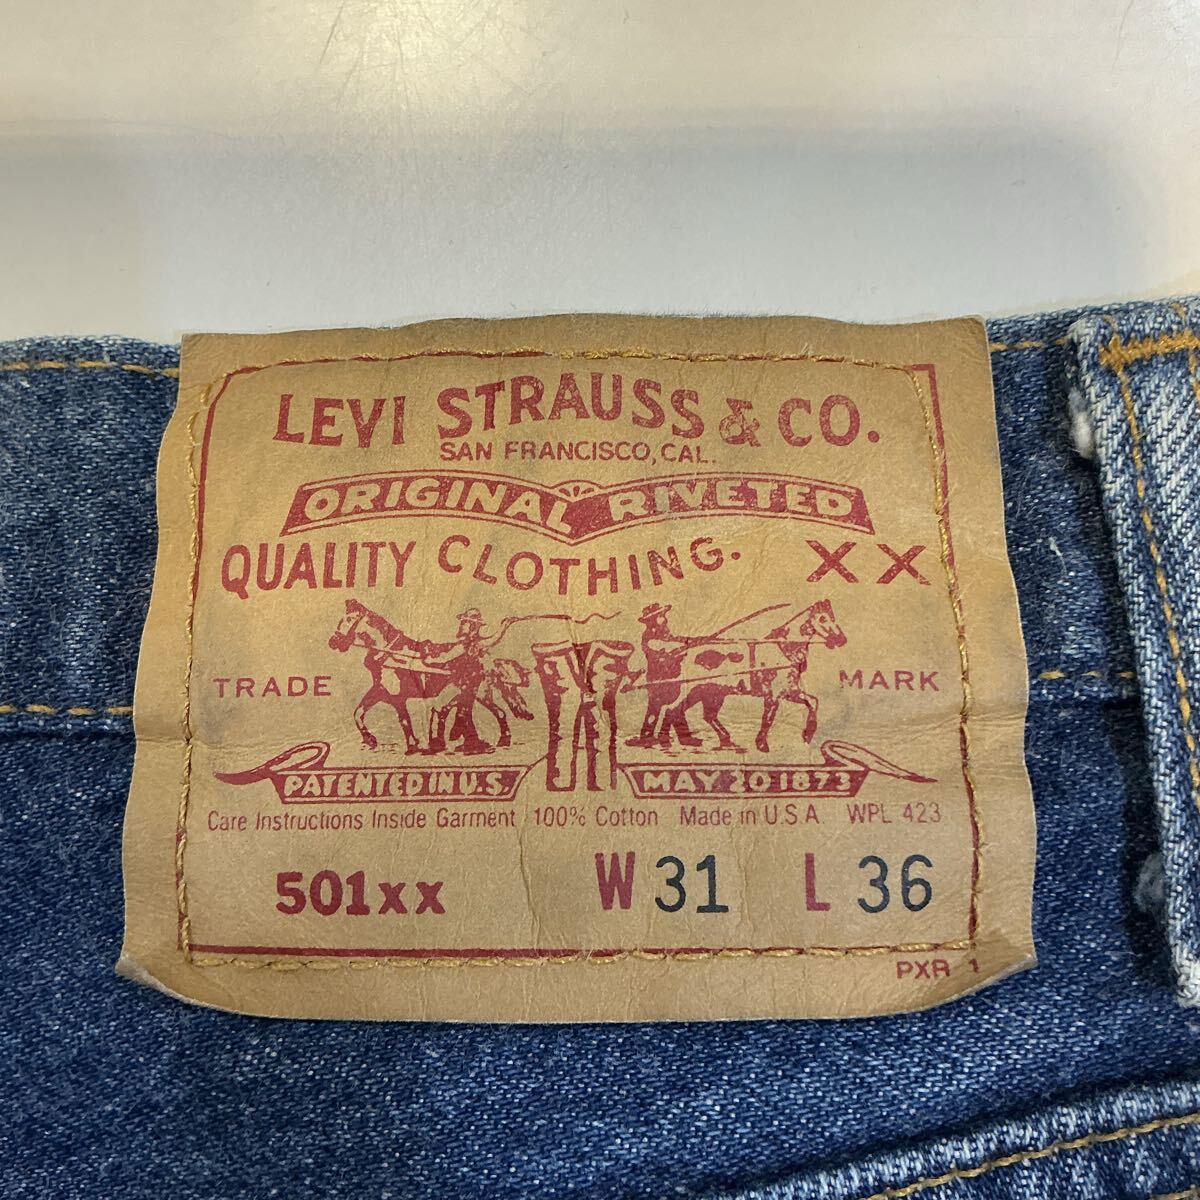 LEVI STRAUSS & CO.
SAN FRANCISCO, CAL.
ORIGINAL RIVETED
QUALITY CLOTHING. XX
TRADE MARK
PATENTED IN U.S. MAY 20 1873
Care Instructions Inside Garment 100% Cotton Made in U.S.A WPL 423
501xx W 31 L 36
PXR 1